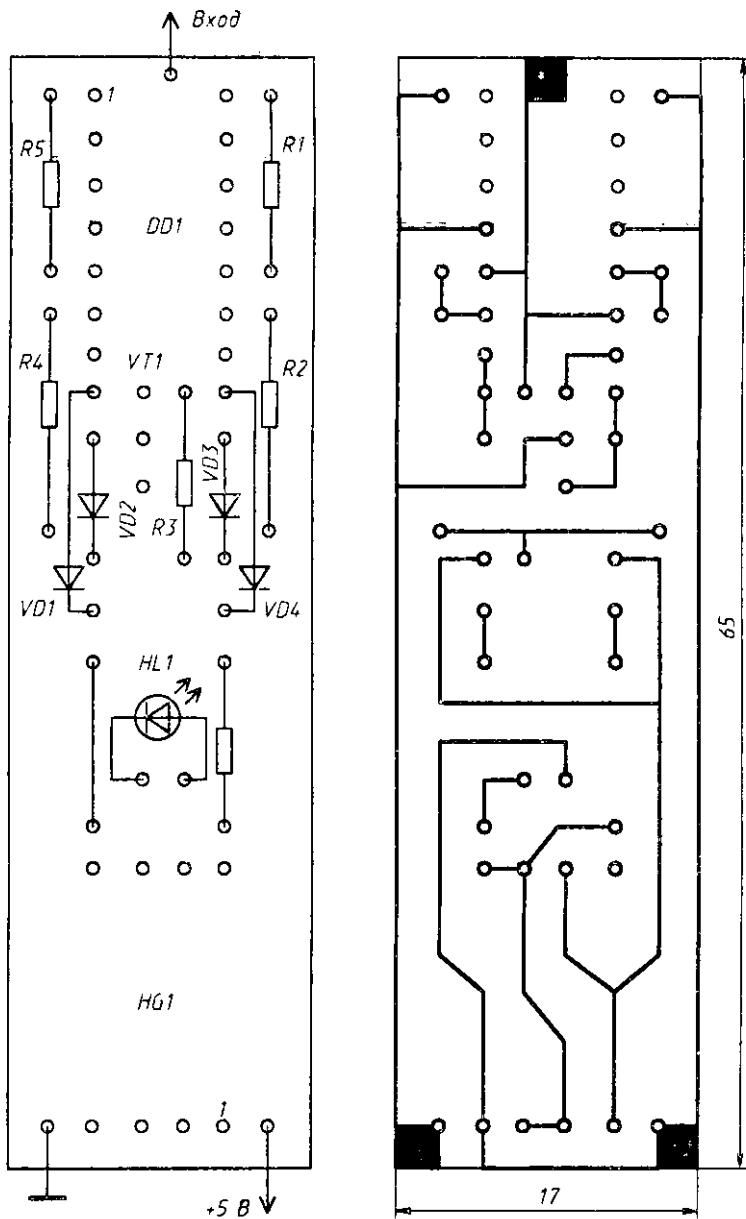 Вход
1
R5
R1
DD1
R4
VT1
R2
VD2
R3
VD3
VD1
VD4
HL1
HG1
1
+5 В
65
17